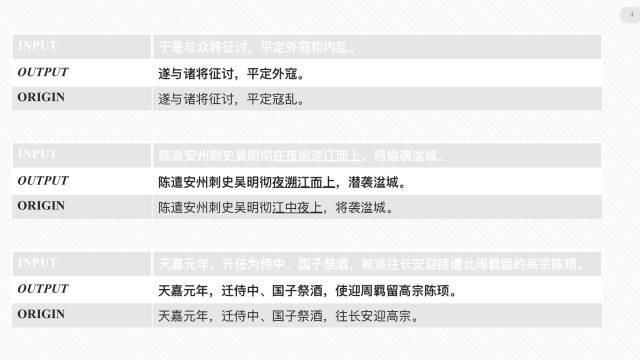 4
INPUT 于是与众将征讨，平定外寇和内乱。
OUTPUT 遂与诸将征讨，平定外寇。
ORIGIN 遂与诸将征讨，平定寇乱。
INPUT 陈派安州刺史吴明彻在夜间逆江而上，将偷袭湓城。
OUTPUT 陈遣安州刺史吴明彻夜溯江而上，潜袭湓城。
ORIGIN 陈遣安州刺史吴明彻江中夜上，将袭湓城。
INPUT 天嘉元年，升任为侍中、国子祭酒，被派往长安迎接遭北周羁留的高宗陈顼。
OUTPUT 天嘉元年，迁侍中、国子祭酒，使迎周羁留高宗陈顼。
ORIGIN 天嘉元年，迁侍中、国子祭酒，往长安迎高宗。